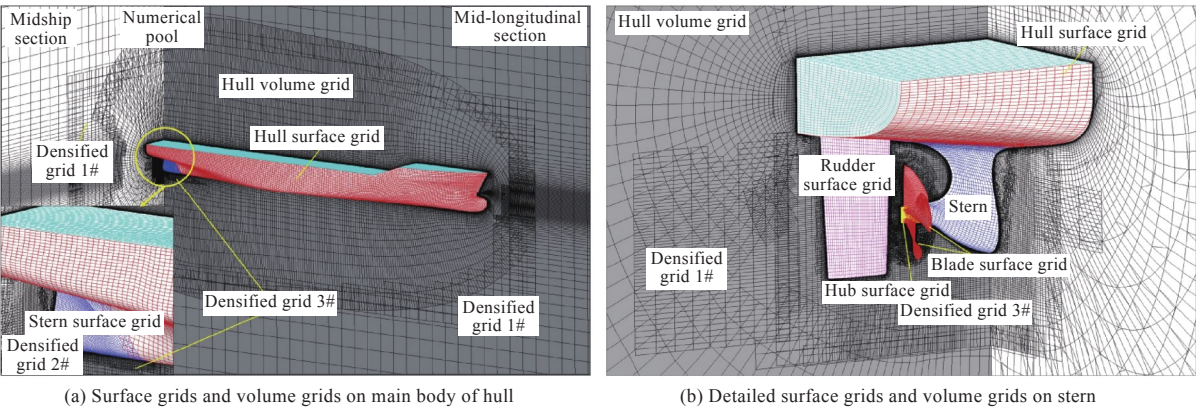 Midship
section
Numerical
pool
Mid-longitudinal
section
Hull volume grid
Hull surface grid
Densified
grid 1#
Densified grid 3#
Densified
grid 1#
Stern surface grid
Densified
grid 2#
(a) Surface grids and volume grids on main body of hull
Hull volume grid
Hull surface grid
Rudder
surface grid
Stern
Densified
grid 1#
Blade surface grid
Hub surface grid
Densified grid 3#
(b) Detailed surface grids and volume grids on stern